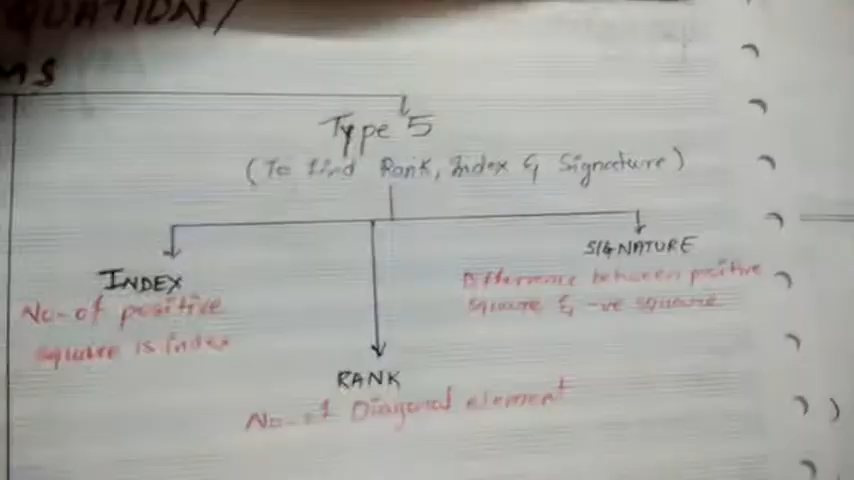 Type 5
(To find Rank, Index & Signature)
INDEX
No-of positive
square is index
RANK
No-of Diagonal element
SIGNATURE
Difference between positive
square & -ve square